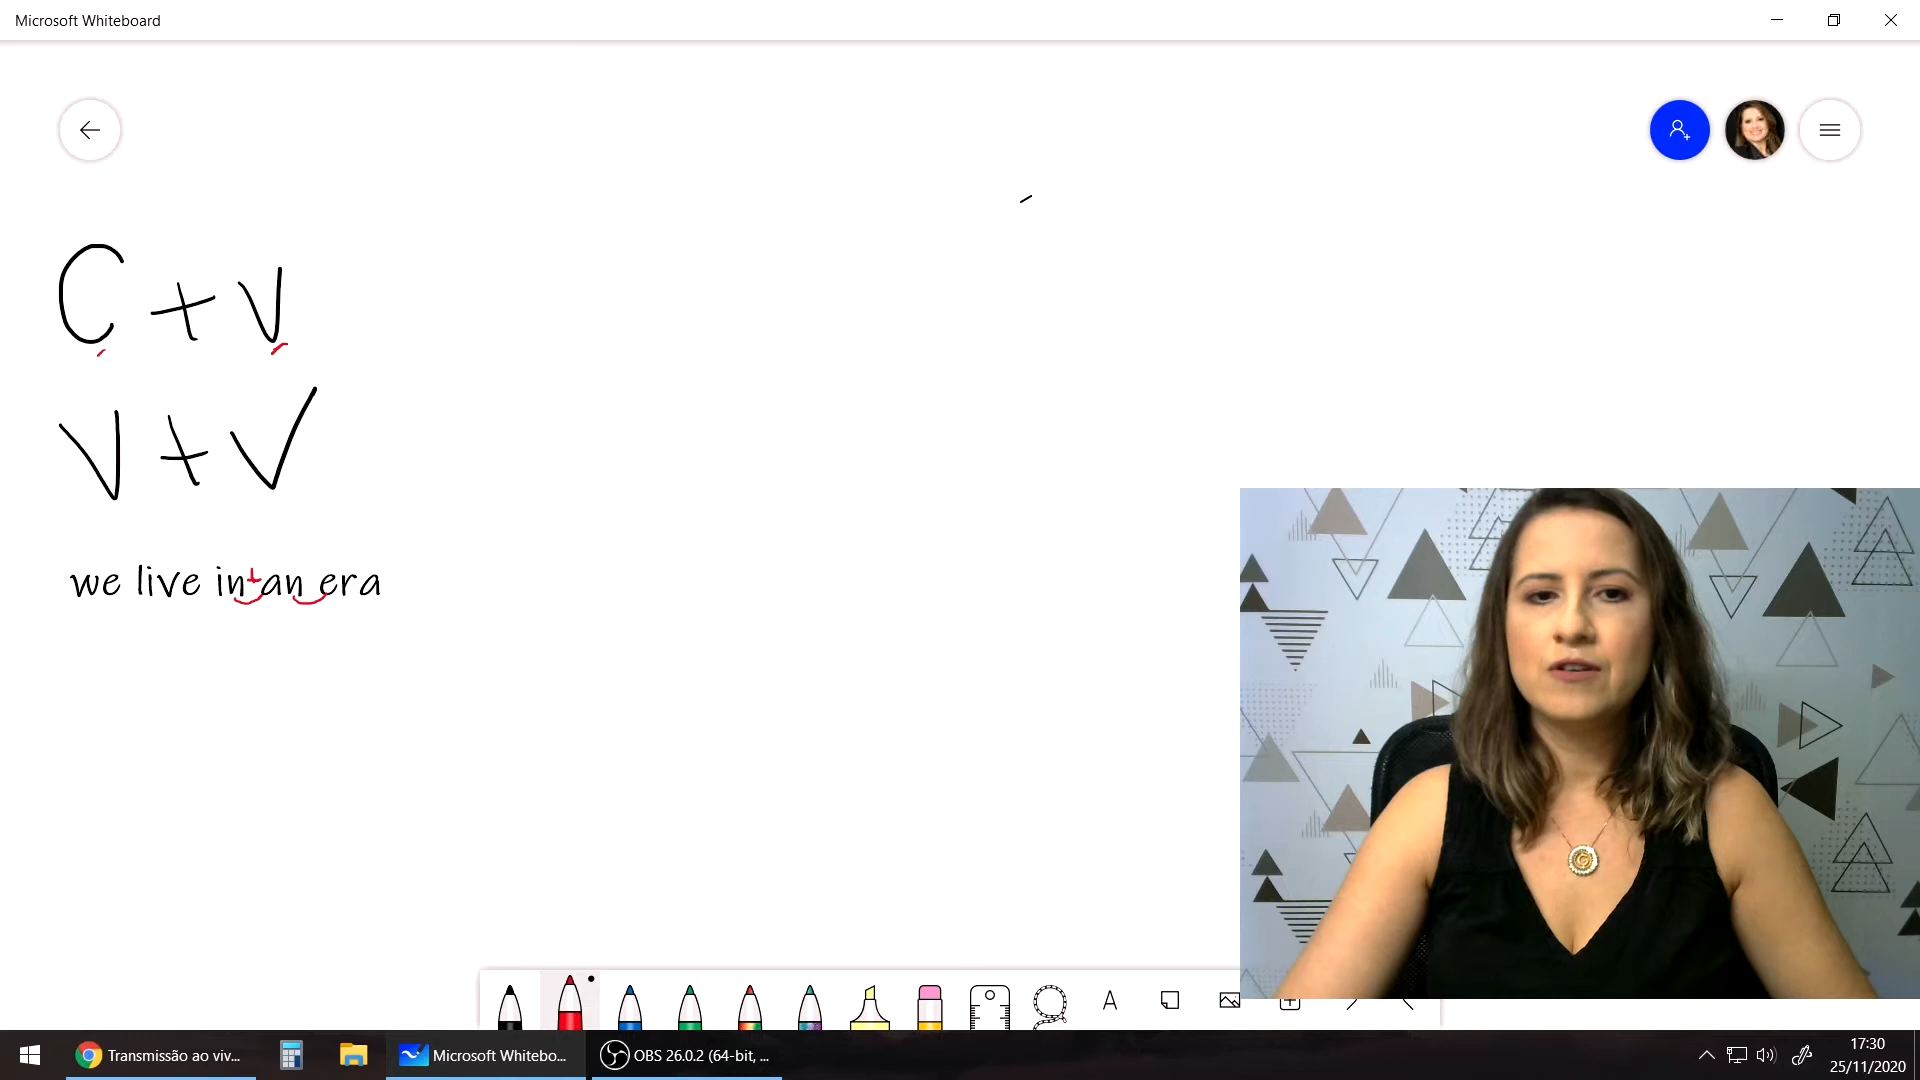 Microsoft Whiteboard
C + V
V + V
we live in+an era
A
Transmissão ao viv...
Microsoft Whitebo...
OBS 26.0.2 (64-bit, ...
17:30
25/11/2020